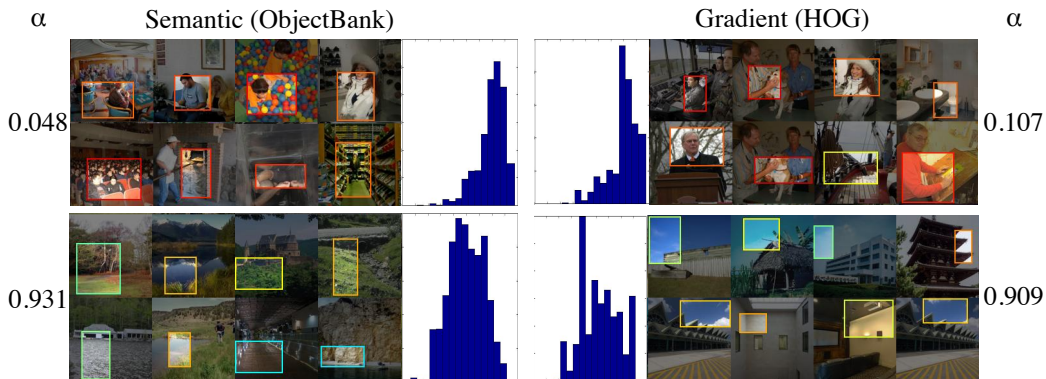 α Semantic (ObjectBank) Gradient (HOG) α
0.048 0.107
0.931 0.909